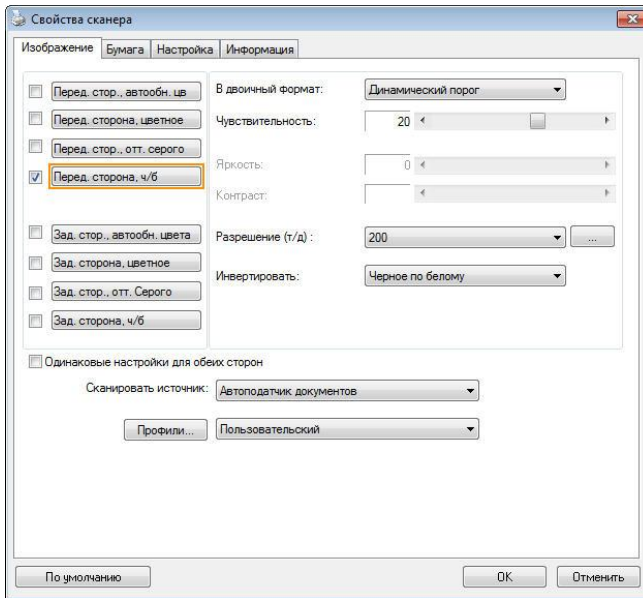 Свойства сканера
Изображение Бумага Настройка Информация
Перед. стор., автообн. цв
Перед. сторона, цветное
Перед. стор., отт. серого
Перед. сторона, ч/б
Зад. стор., автообн. цвета
Зад. сторона, цветное
Зад. стор., отт. Серого
Зад. сторона, ч/б
В двоичный формат: Динамический порог
Чувствительность: 20
Яркость: 0
Контраст:
Разрешение (т/д) : 200 ...
Инвертировать: Черное по белому
Одинаковые настройки для обеих сторон
Сканировать источник: Автоподатчик документов
Профили... Пользовательский
По умолчанию OK Отменить